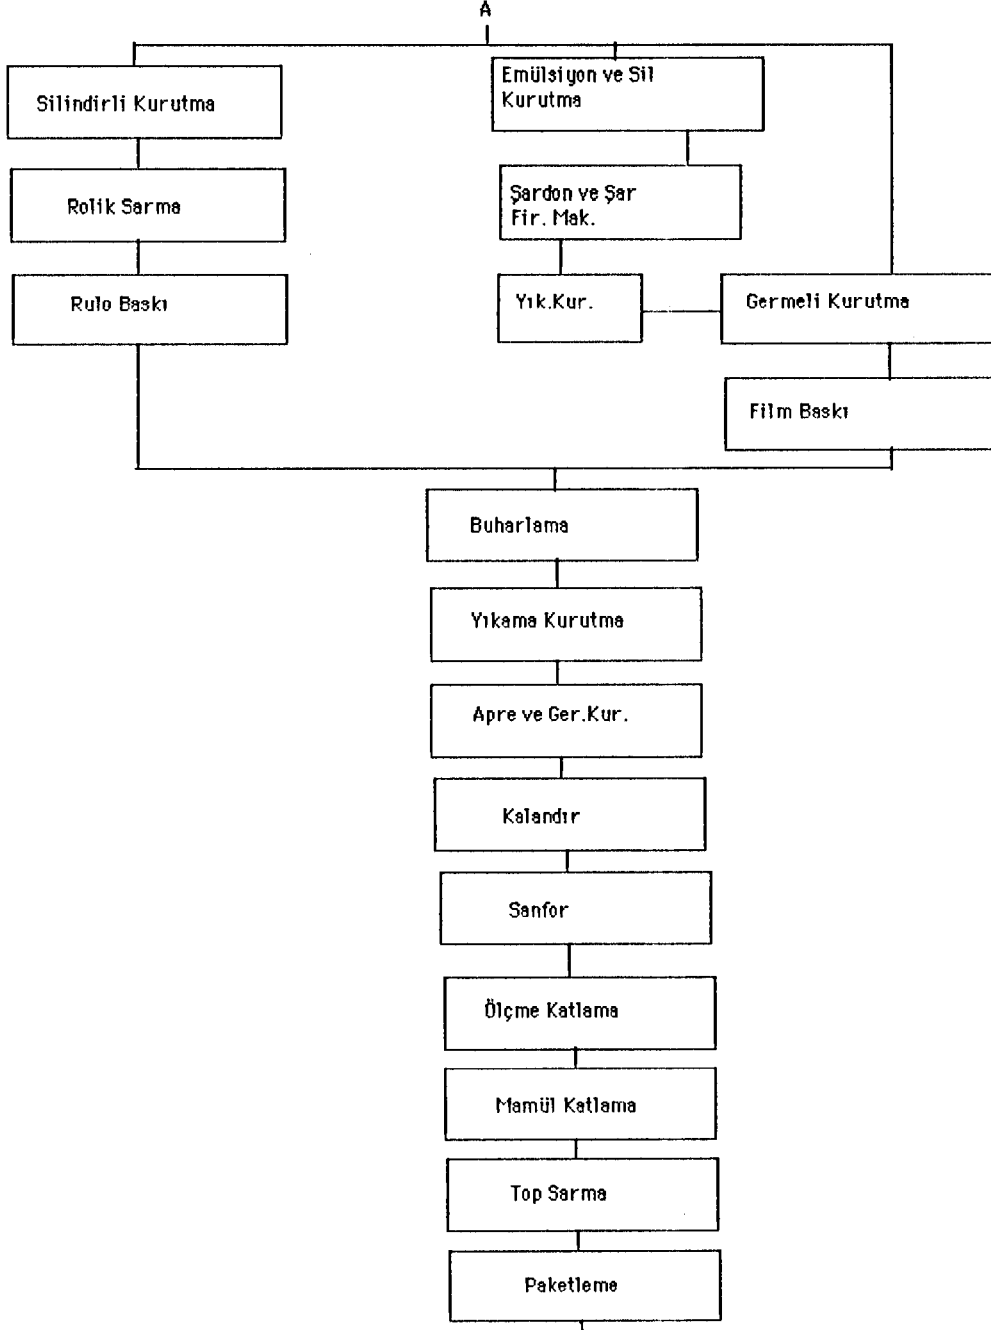 A
Silindirli Kurutma
Rolik Sarma
Rulo Baskı
Emülsiyon ve Sil
Kurutma
Şardon ve Şar
Fir. Mak.
Yık.Kur.
Germeli Kurutma
Film Baskı
Buharlama
Yıkama Kurutma
Apre ve Ger.Kur.
Kalandır
Sanfor
Ölçme Katlama
Mamül Katlama
Top Sarma
Paketleme